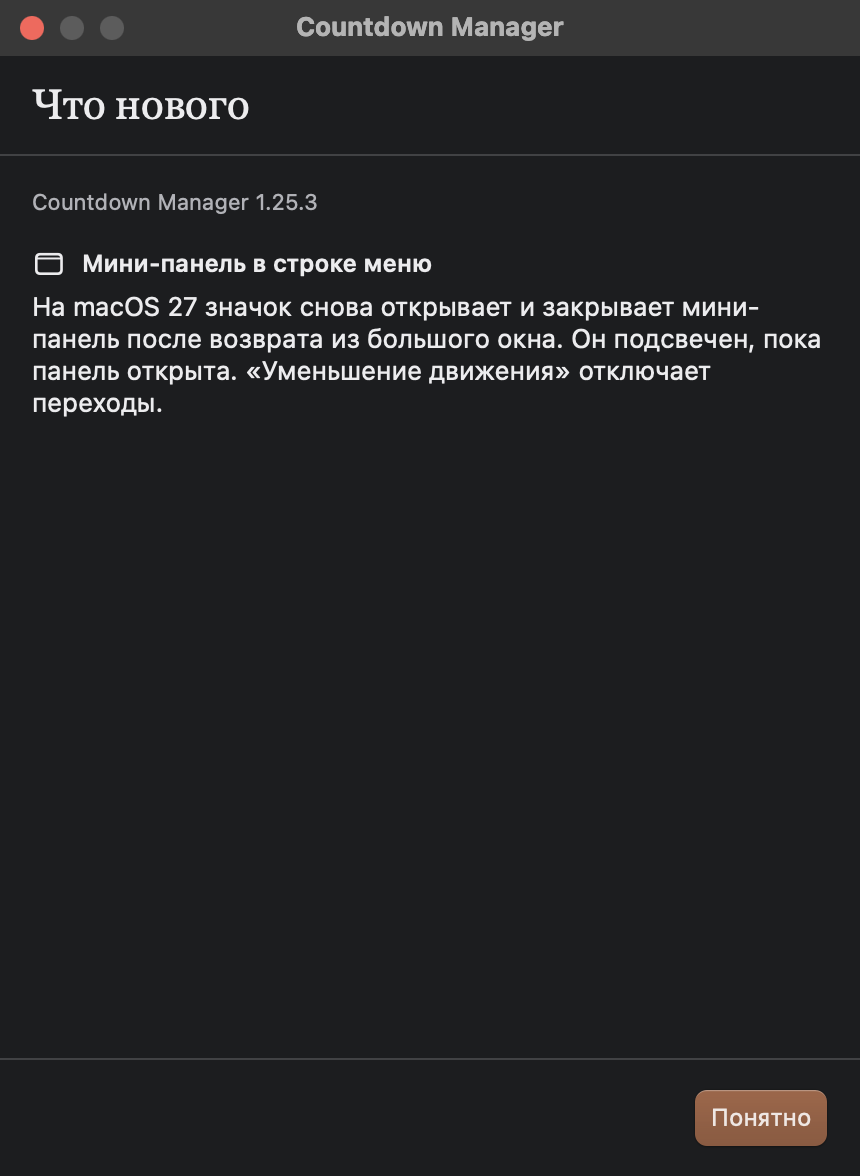 Countdown Manager
Что нового
Countdown Manager 1.25.3
Мини-панель в строке меню
На macOS 27 значок снова открывает и закрывает мини-
панель после возврата из большого окна. Он подсвечен, пока
панель открыта. «Уменьшение движения» отключает
переходы.
Понятно